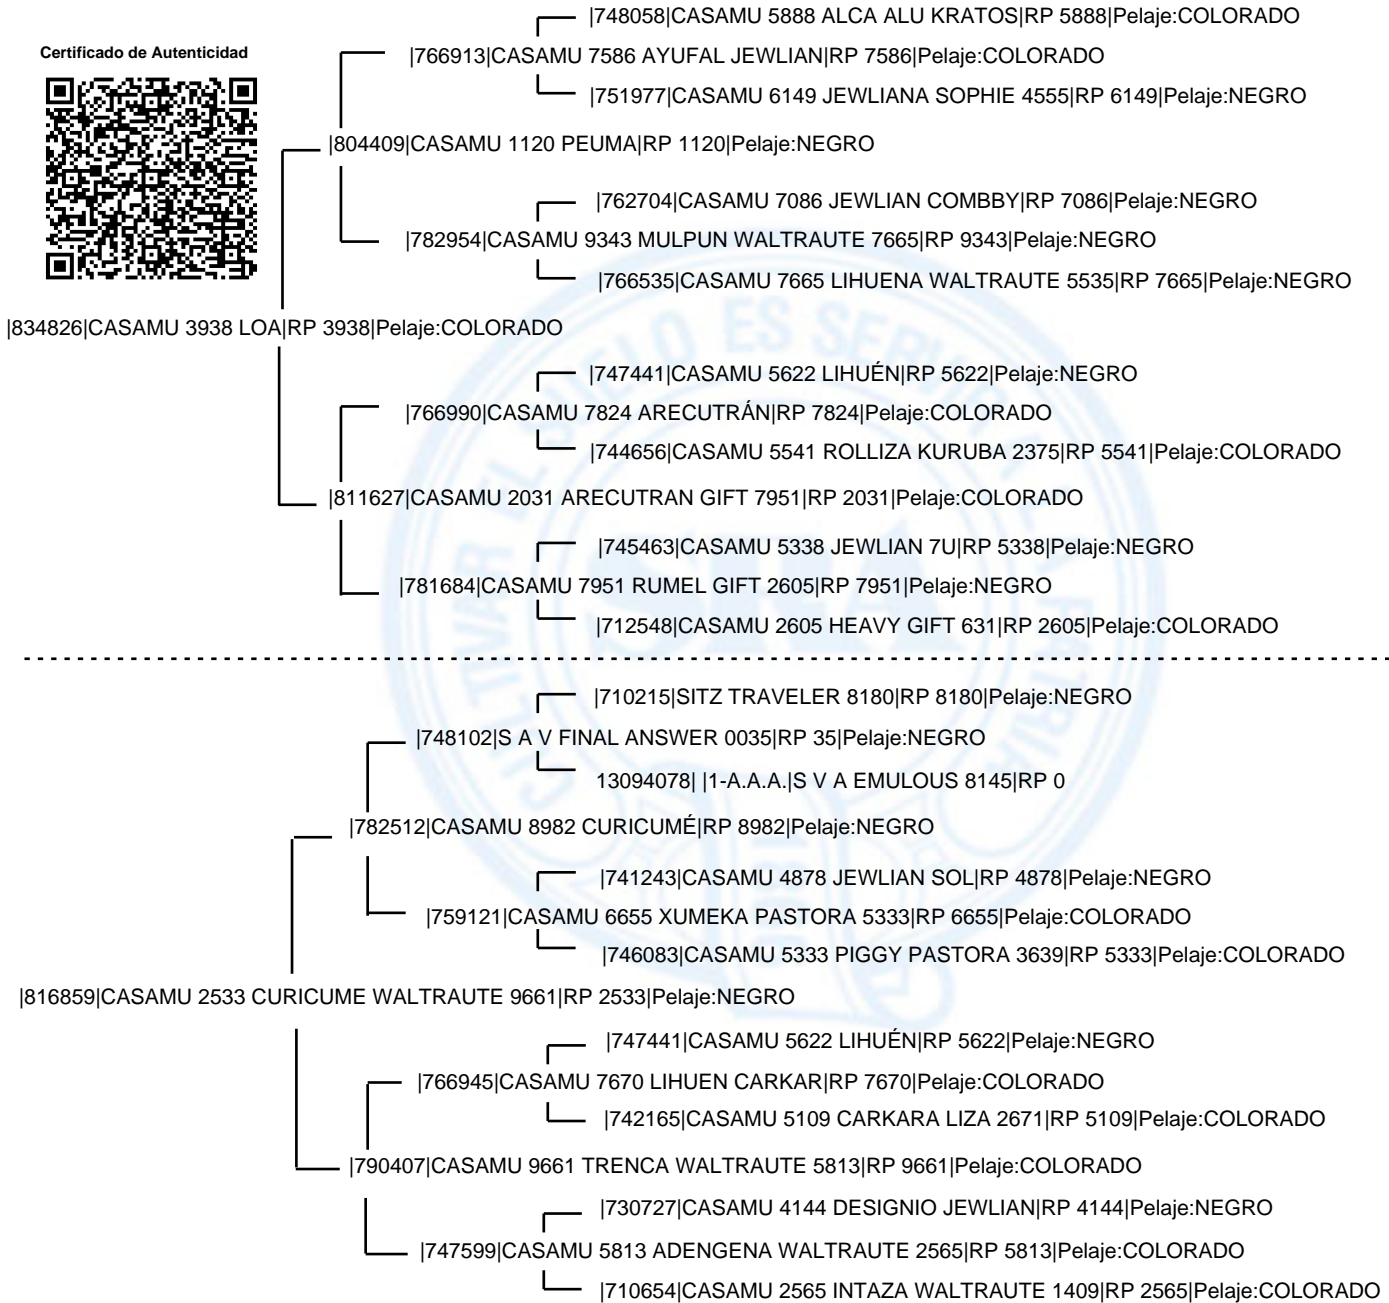 |748058|CASAMU 5888 ALCA ALU KRATOS|RP 5888|Pelaje:COLORADO
Certificado de Autenticidad
|766913|CASAMU 7586 AYUFAL JEWLIAN|RP 7586|Pelaje:COLORADO
|751977|CASAMU 6149 JEWLIANA SOPHIE 4555|RP 6149|Pelaje:NEGRO
|804409|CASAMU 1120 PEUMA|RP 1120|Pelaje:NEGRO
|762704|CASAMU 7086 JEWLIAN COMBBY|RP 7086|Pelaje:NEGRO
|782954|CASAMU 9343 MULPUN WALTRAUTE 7665|RP 9343|Pelaje:NEGRO
|766535|CASAMU 7665 LIHUENA WALTRAUTE 5535|RP 7665|Pelaje:NEGRO
|834826|CASAMU 3938 LOA|RP 3938|Pelaje:COLORADO
|747441|CASAMU 5622 LIHUÉN|RP 5622|Pelaje:NEGRO
|766990|CASAMU 7824 ARECUTRÁN|RP 7824|Pelaje:COLORADO
|744656|CASAMU 5541 ROLLIZA KURUBA 2375|RP 5541|Pelaje:COLORADO
|811627|CASAMU 2031 ARECUTRAN GIFT 7951|RP 2031|Pelaje:COLORADO
|745463|CASAMU 5338 JEWLIAN 7U|RP 5338|Pelaje:NEGRO
|781684|CASAMU 7951 RUMEL GIFT 2605|RP 7951|Pelaje:NEGRO
|712548|CASAMU 2605 HEAVY GIFT 631|RP 2605|Pelaje:COLORADO
|710215|SITZ TRAVELER 8180|RP 8180|Pelaje:NEGRO
|748102|S A V FINAL ANSWER 0035|RP 35|Pelaje:NEGRO
13094078| |1-A.A.A.|S V A EMULOUS 8145|RP 0
|782512|CASAMU 8982 CURICUMÉ|RP 8982|Pelaje:NEGRO
|741243|CASAMU 4878 JEWLIAN SOL|RP 4878|Pelaje:NEGRO
|759121|CASAMU 6655 XUMEKA PASTORA 5333|RP 6655|Pelaje:COLORADO
|746083|CASAMU 5333 PIGGY PASTORA 3639|RP 5333|Pelaje:COLORADO
|816859|CASAMU 2533 CURICUME WALTRAUTE 9661|RP 2533|Pelaje:NEGRO
|747441|CASAMU 5622 LIHUÉN|RP 5622|Pelaje:NEGRO
|766945|CASAMU 7670 LIHUEN CARKAR|RP 7670|Pelaje:COLORADO
|742165|CASAMU 5109 CARKARA LIZA 2671|RP 5109|Pelaje:COLORADO
|790407|CASAMU 9661 TRENCA WALTRAUTE 5813|RP 9661|Pelaje:COLORADO
|730727|CASAMU 4144 DESIGNIO JEWLIAN|RP 4144|Pelaje:NEGRO
|747599|CASAMU 5813 ADENGENA WALTRAUTE 2565|RP 5813|Pelaje:COLORADO
|710654|CASAMU 2565 INTAZA WALTRAUTE 1409|RP 2565|Pelaje:COLORADO
CULTIVAR EL SUELO ES SERVIR A LA PATRIA